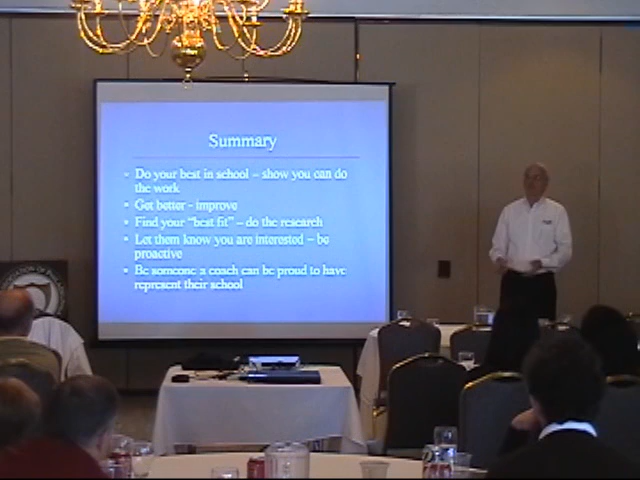 Summary
Do your best in school – show you can do
the work
Get better - improve
Find your “best fit” – do the research
Let them know you are interested – be
proactive
Be someone a coach can be proud to have
represent their school